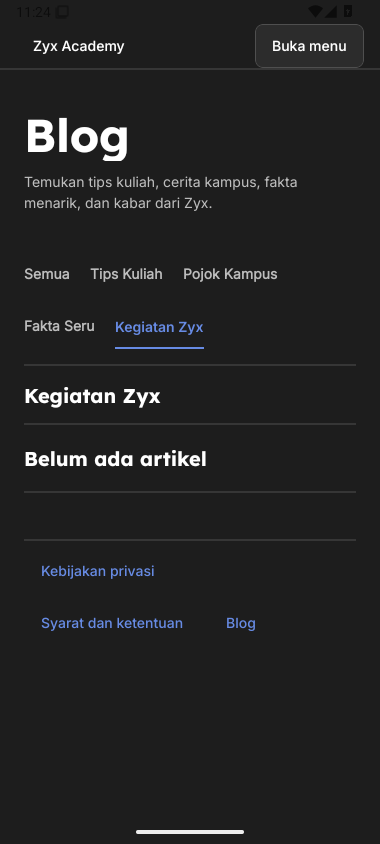 11:24
Zyx Academy
Buka menu
Blog
Temukan tips kuliah, cerita kampus, fakta
menarik, dan kabar dari Zyx.
Semua Tips Kuliah Pojok Kampus
Fakta Seru Kegiatan Zyx
Kegiatan Zyx
Belum ada artikel
Kebijakan privasi
Syarat dan ketentuan Blog